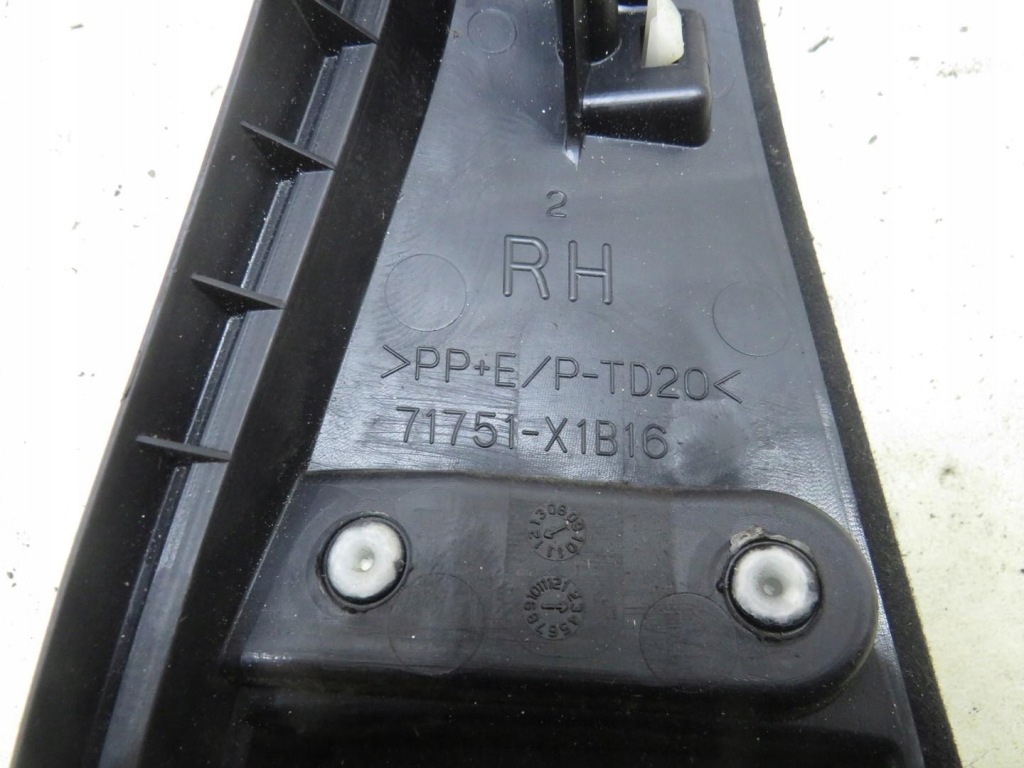 2
RH
>PP+E/P-TD20<
71751-X1B16